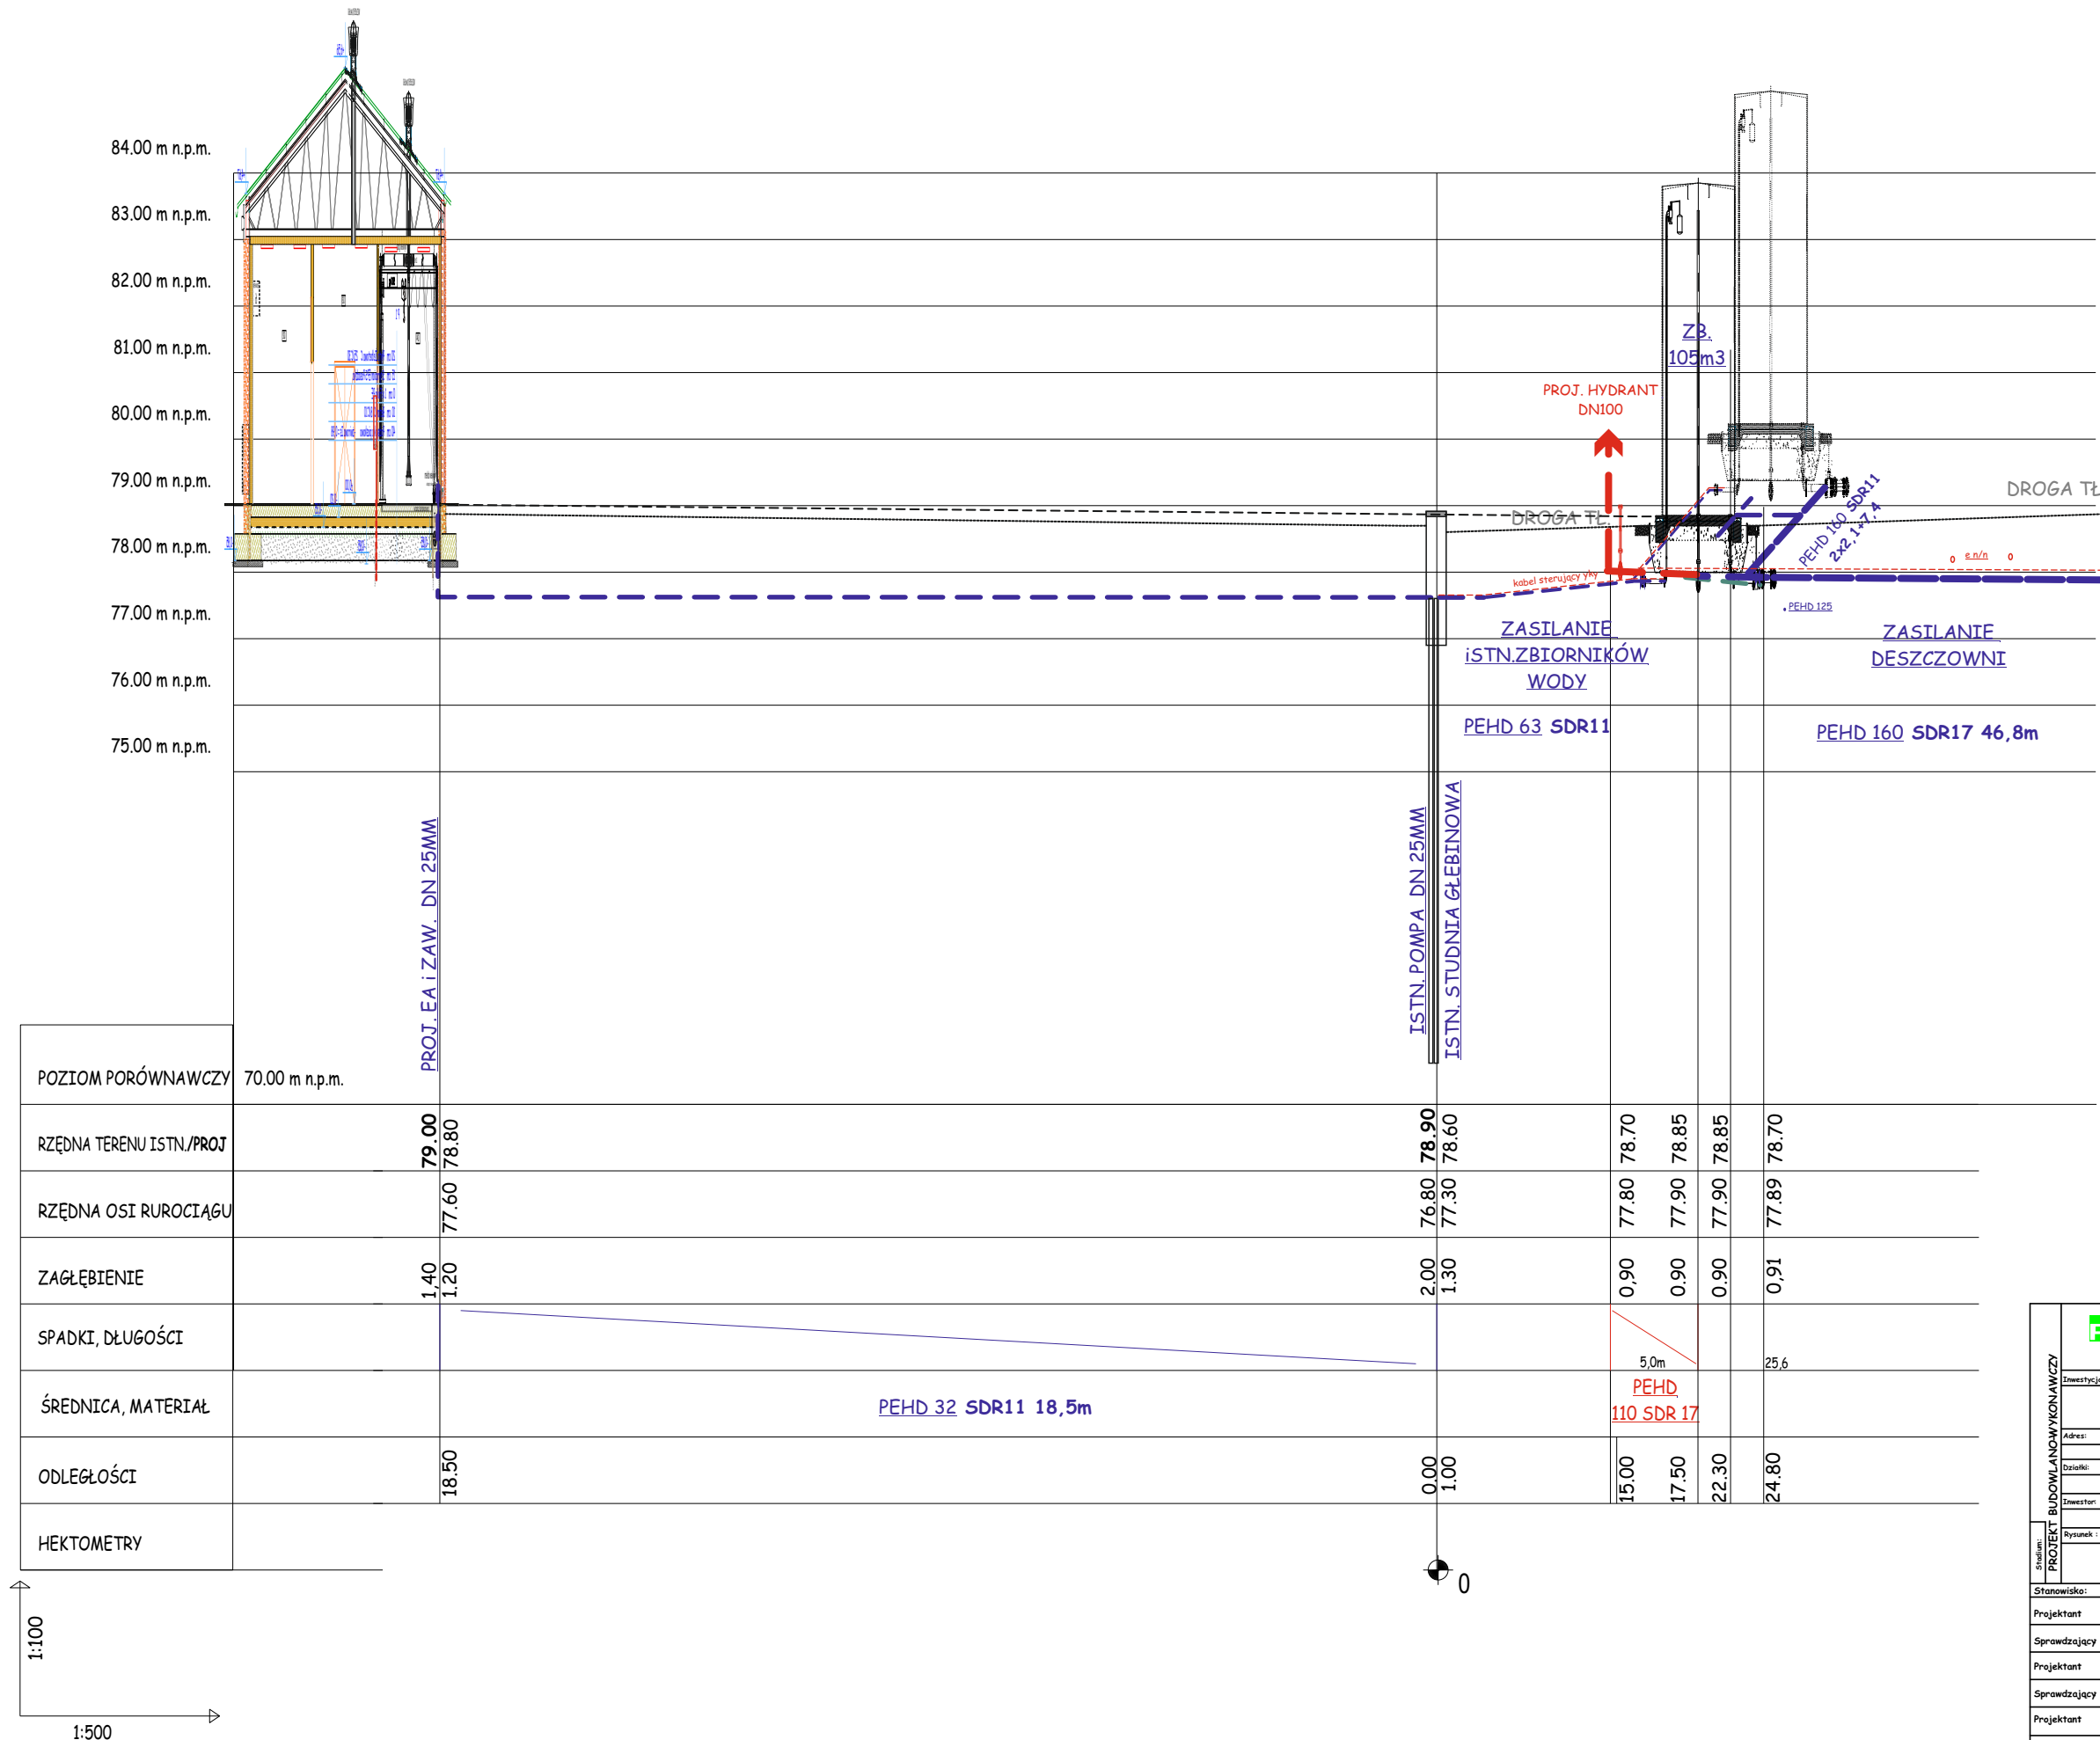 84.00 m n.p.m.
83.00 m n.p.m.
82.00 m n.p.m.
81.00 m n.p.m.
80.00 m n.p.m.
79.00 m n.p.m.
78.00 m n.p.m.
77.00 m n.p.m.
76.00 m n.p.m.
75.00 m n.p.m.
ZB.
105m3
PROJ. HYDRANT
DN100
DROGA TŁ.
DROGA TŁ
PEHD 160 SDR11
2x2,1+7,4
kabel sterujący yky
e n/n
PEHD 125
ZASILANIE
iSTN.ZBIORNIKÓW
WODY
PEHD 63 SDR11
ZASILANIE
DESZCZOWNI
PEHD 160 SDR17 46,8m
PROJ. EA i ZAW. DN 25MM
ISTN. POMPA DN 25MM
ISTN. STUDNIA GŁEBINOWA
POZIOM PORÓWNAWCZY 70.00 m n.p.m.
RZĘDNA TERENU ISTN./PROJ 79.00 78.80 78.90 78.60 78.70 78.85 78.85 78.70
RZĘDNA OSI RUROCIĄGU 77.60 76.80 77.30 77.80 77.90 77.90 77.89
ZAGŁĘBIENIE 1,40 1.20 2.00 1.30 0,90 0.90 0.90 0,91
SPADKI, DŁUGOŚCI 5,0m 25,6
ŚREDNICA, MATERIAŁ PEHD 32 SDR11 18,5m PEHD
110 SDR 17
ODLEGŁOŚCI 18.50 0.00 1.00 15.00 17.50 22.30 24.80
HEKTOMETRY
0
1:100
1:500
Stadium:
PROJEKT BUDOWLANO-WYKONAWCZY
Inwestycja
Adres:
Działki:
Inwestor:
Rysunek :
Stanowisko:
Projektant
Sprawdzający
Projektant
Sprawdzający
Projektant